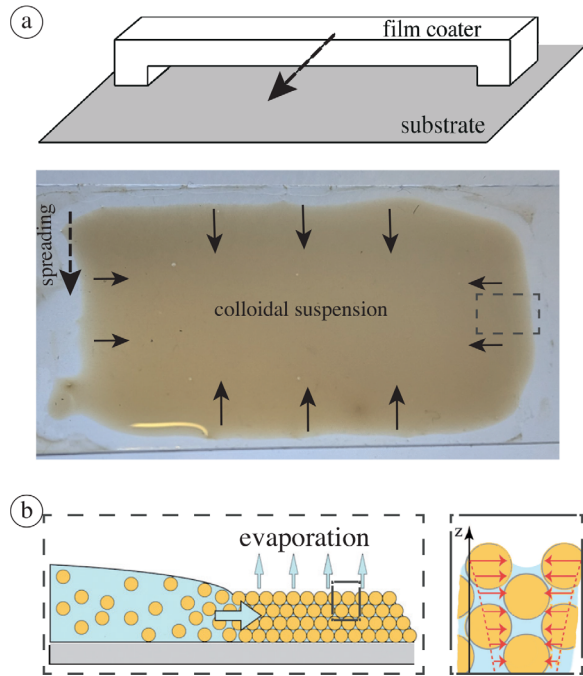 a
film coater
substrate
spreading
colloidal suspension
b
evaporation
z